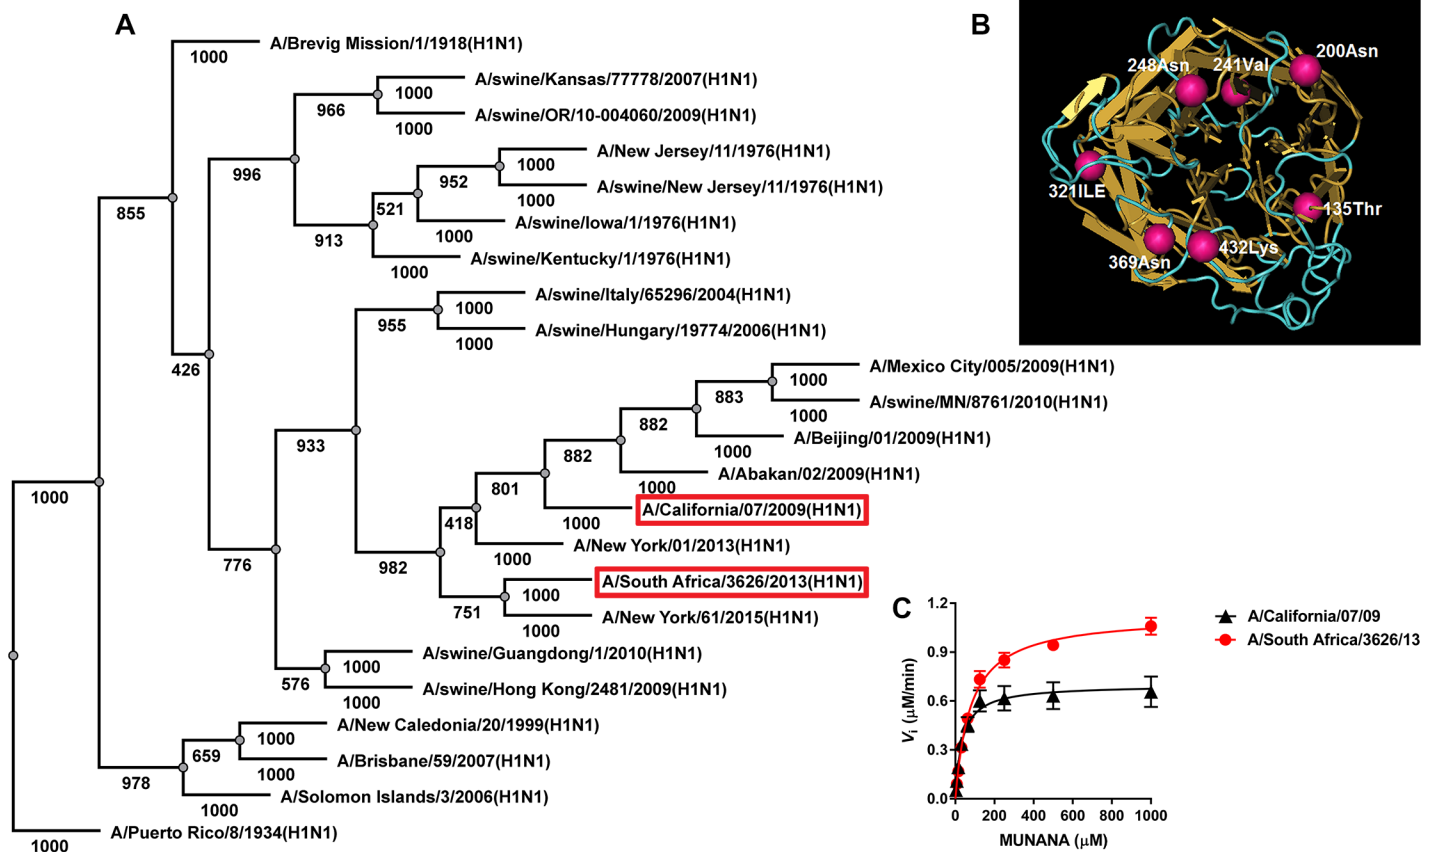 A
1000
A/Brevig Mission/1/1918(H1N1)
966
1000
A/swine/Kansas/77778/2007(H1N1)
1000
A/swine/OR/10-004060/2009(H1N1)
996
952
1000
A/New Jersey/11/1976(H1N1)
1000
A/swine/New Jersey/11/1976(H1N1)
521
1000
A/swine/Iowa/1/1976(H1N1)
913
1000
A/swine/Kentucky/1/1976(H1N1)
855
955
1000
A/swine/Italy/65296/2004(H1N1)
1000
A/swine/Hungary/19774/2006(H1N1)
426
883
1000
A/Mexico City/005/2009(H1N1)
1000
A/swine/MN/8761/2010(H1N1)
882
1000
A/Beijing/01/2009(H1N1)
933
882
1000
A/Abakan/02/2009(H1N1)
801
1000
A/California/07/2009(H1N1)
418
1000
A/New York/01/2013(H1N1)
982
1000
A/South Africa/3626/2013(H1N1)
751
1000
A/New York/61/2015(H1N1)
1000
776
1000
A/swine/Guangdong/1/2010(H1N1)
576
1000
A/swine/Hong Kong/2481/2009(H1N1)
1000
A/New Caledonia/20/1999(H1N1)
659
1000
A/Brisbane/59/2007(H1N1)
978
1000
A/Solomon Islands/3/2006(H1N1)
1000
A/Puerto Rico/8/1934(H1N1)
B
248Asn
241Val
200Asn
321ILE
135Thr
369Asn
432Lys
C
A/California/07/09
A/South Africa/3626/13
Vi (µM/min)
1.2
0.9
0.6
0.3
0.0
0 200 400 600 800 1000
MUNANA (µM)